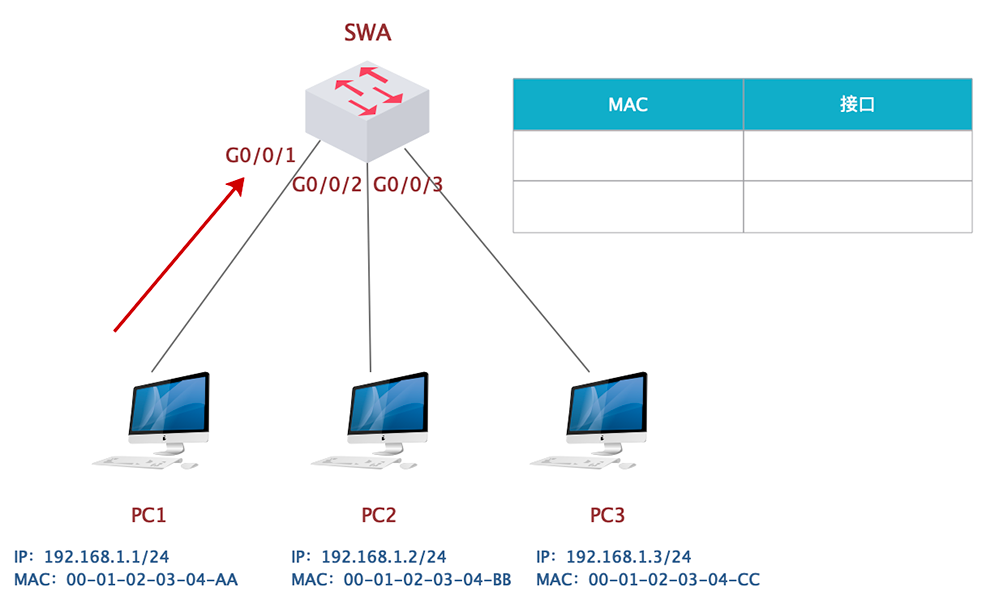 SWA
MAC 接口
G0/0/1
G0/0/2 G0/0/3
PC1 PC2 PC3
IP：192.168.1.1/24 IP：192.168.1.2/24 IP：192.168.1.3/24
MAC：00-01-02-03-04-AA MAC：00-01-02-03-04-BB MAC：00-01-02-03-04-CC